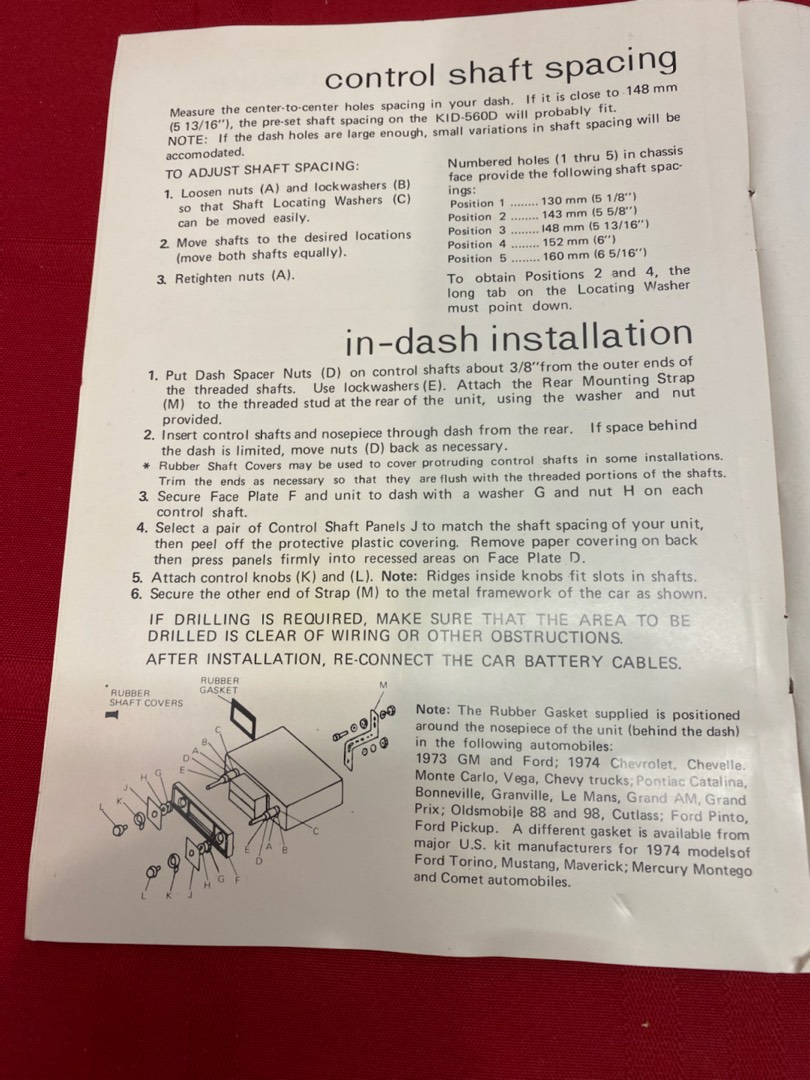 control shaft spacing
Measure the center-to-center holes spacing in your dash. If it is close to 148 mm
(5 13/16''), the pre-set shaft spacing on the KID-560D will probably fit.
NOTE: If the dash holes are large enough, small variations in shaft spacing will be
accomodated.
TO ADJUST SHAFT SPACING:
1. Loosen nuts (A) and lockwashers (B)
so that Shaft Locating Washers (C)
can be moved easily.
2. Move shafts to the desired locations
(move both shafts equally).
3. Retighten nuts (A).
Numbered holes (1 thru 5) in chassis
face provide the following shaft spac-
ings:
Position 1 ........ 130 mm (5 1/8'')
Position 2 ........ 143 mm (5 5/8'')
Position 3 ........ 148 mm (5 13/16'')
Position 4 ........ 152 mm (6'')
Position 5 ........ 160 mm (6 5/16'')
To obtain Positions 2 and 4, the
long tab on the Locating Washer
must point down.
in-dash installation
1. Put Dash Spacer Nuts (D) on control shafts about 3/8''from the outer ends of
the threaded shafts. Use lockwashers (E). Attach the Rear Mounting Strap
(M) to the threaded stud at the rear of the unit, using the washer and nut
provided.
2. Insert control shafts and nosepiece through dash from the rear. If space behind
the dash is limited, move nuts (D) back as necessary.
* Rubber Shaft Covers may be used to cover protruding control shafts in some installations.
Trim the ends as necessary so that they are flush with the threaded portions of the shafts.
3. Secure Face Plate F and unit to dash with a washer G and nut H on each
control shaft.
4. Select a pair of Control Shaft Panels J to match the shaft spacing of your unit,
then peel off the protective plastic covering. Remove paper covering on back
then press panels firmly into recessed areas on Face Plate D.
5. Attach control knobs (K) and (L). Note: Ridges inside knobs fit slots in shafts.
6. Secure the other end of Strap (M) to the metal framework of the car as shown.
IF DRILLING IS REQUIRED, MAKE SURE THAT THE AREA TO BE
DRILLED IS CLEAR OF WIRING OR OTHER OBSTRUCTIONS.
AFTER INSTALLATION, RE-CONNECT THE CAR BATTERY CABLES.
* RUBBER
SHAFT COVERS
RUBBER
GASKET
M
C
B
A
D
E
G
H
J
K
L
C
B
A
D
E
F
G
H
J
K
L
Note: The Rubber Gasket supplied is positioned
around the nosepiece of the unit (behind the dash)
in the following automobiles:
1973 GM and Ford; 1974 Chevrolet, Chevelle.
Monte Carlo, Vega, Chevy trucks; Pontiac Catalina,
Bonneville, Granville, Le Mans, Grand AM, Grand
Prix; Oldsmobile 88 and 98, Cutlass; Ford Pinto,
Ford Pickup. A different gasket is available from
major U.S. kit manufacturers for 1974 modelsof
Ford Torino, Mustang, Maverick; Mercury Montego
and Comet automobiles.